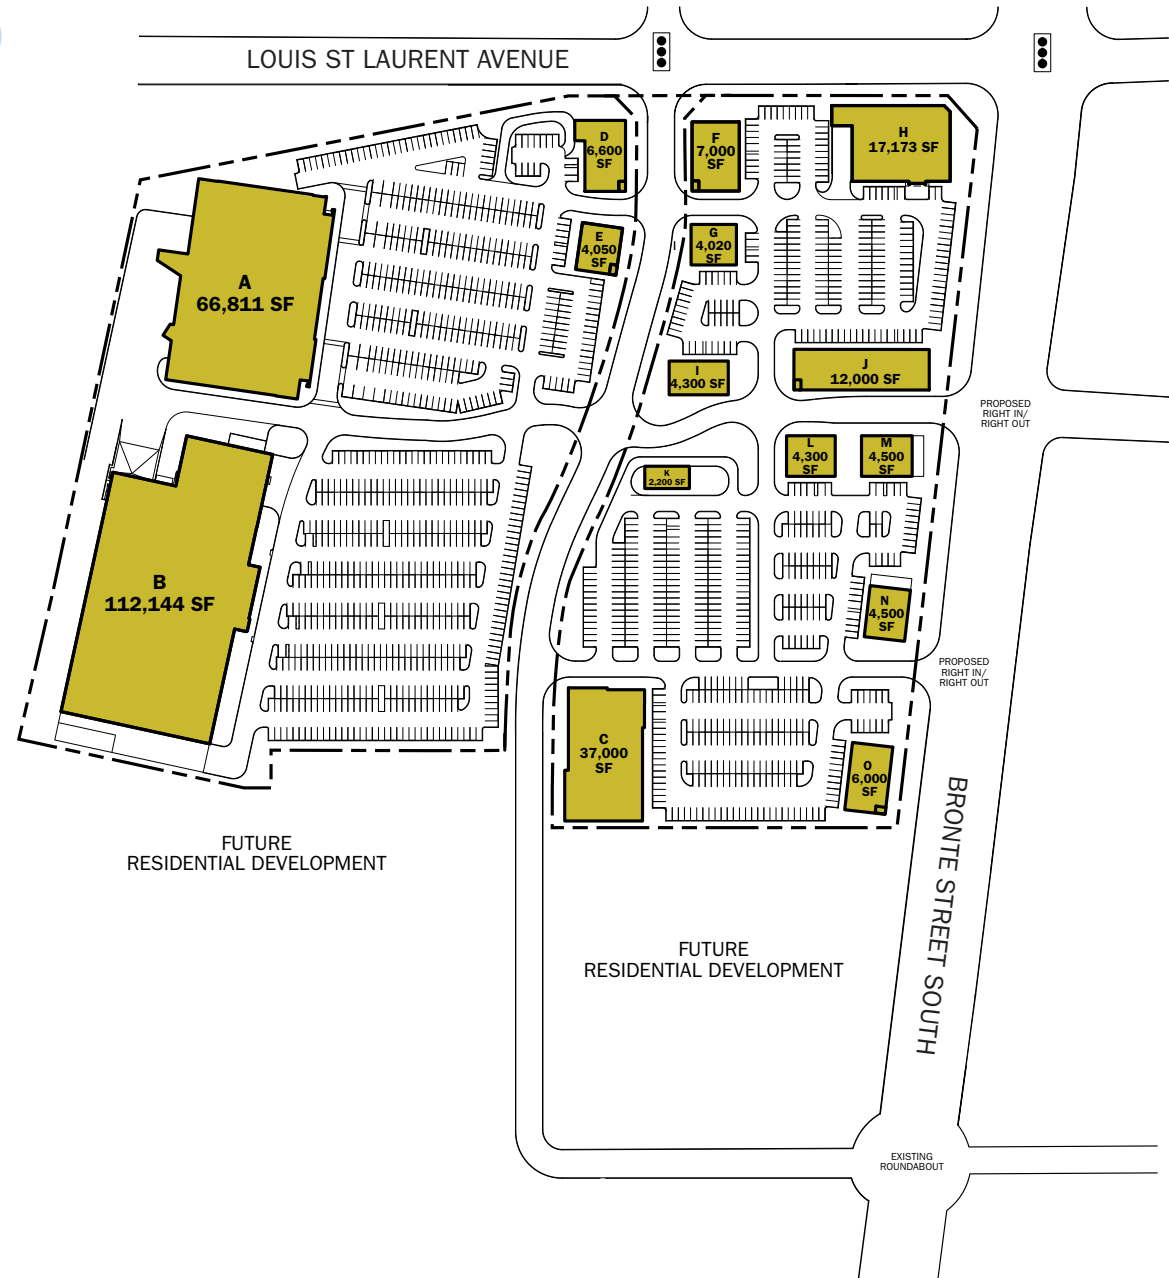 LOUIS ST LAURENT AVENUE
D
6,600
SF
F
7,000
SF
H
17,173 SF
E
4,050
SF
G
4,020
SF
A
66,811 SF
I
4,300 SF
J
12,000 SF
PROPOSED
RIGHT IN/
RIGHT OUT
K
2,200 SF
L
4,300
SF
M
4,500
SF
B
112,144 SF
N
4,500
SF
PROPOSED
RIGHT IN/
RIGHT OUT
C
37,000
SF
O
6,000
SF
FUTURE
RESIDENTIAL DEVELOPMENT
BRONTE STREET SOUTH
FUTURE
RESIDENTIAL DEVELOPMENT
EXISTING
ROUNDABOUT